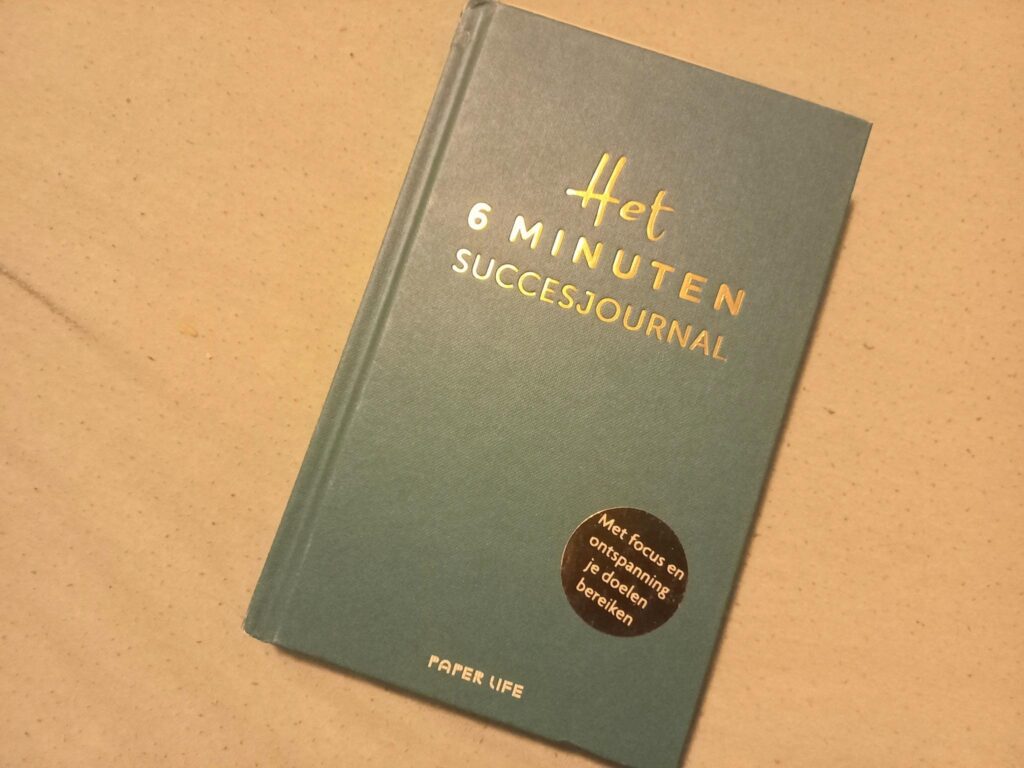 Het
6 MINUTEN
SUCCESJOURNAL
Met focus en
ontspanning
je doelen
bereiken
PAPER LIFE